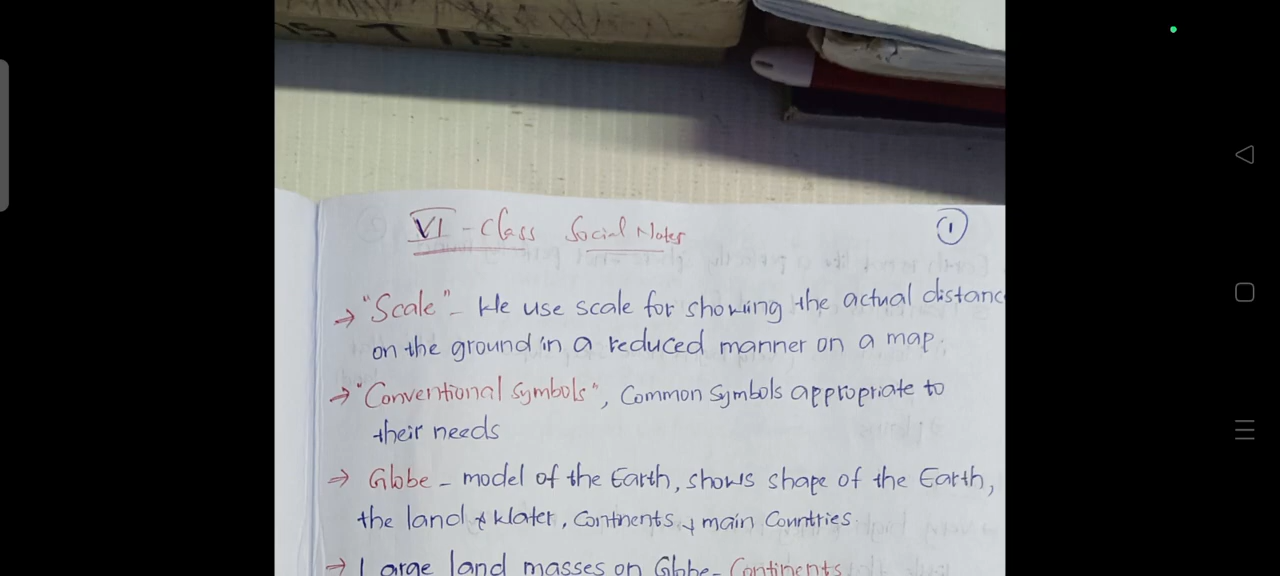 VI - Class Social Notes
1
→ "Scale" - We use scale for showing the actual distanc
on the ground in a reduced manner on a map.
→ "Conventional Symbols", Common Symbols appropriate to
their needs
→ Globe - model of the Earth, shows shape of the Earth,
the land & Water, Continents & main Countries
→ Large land masses on Globe - Continents